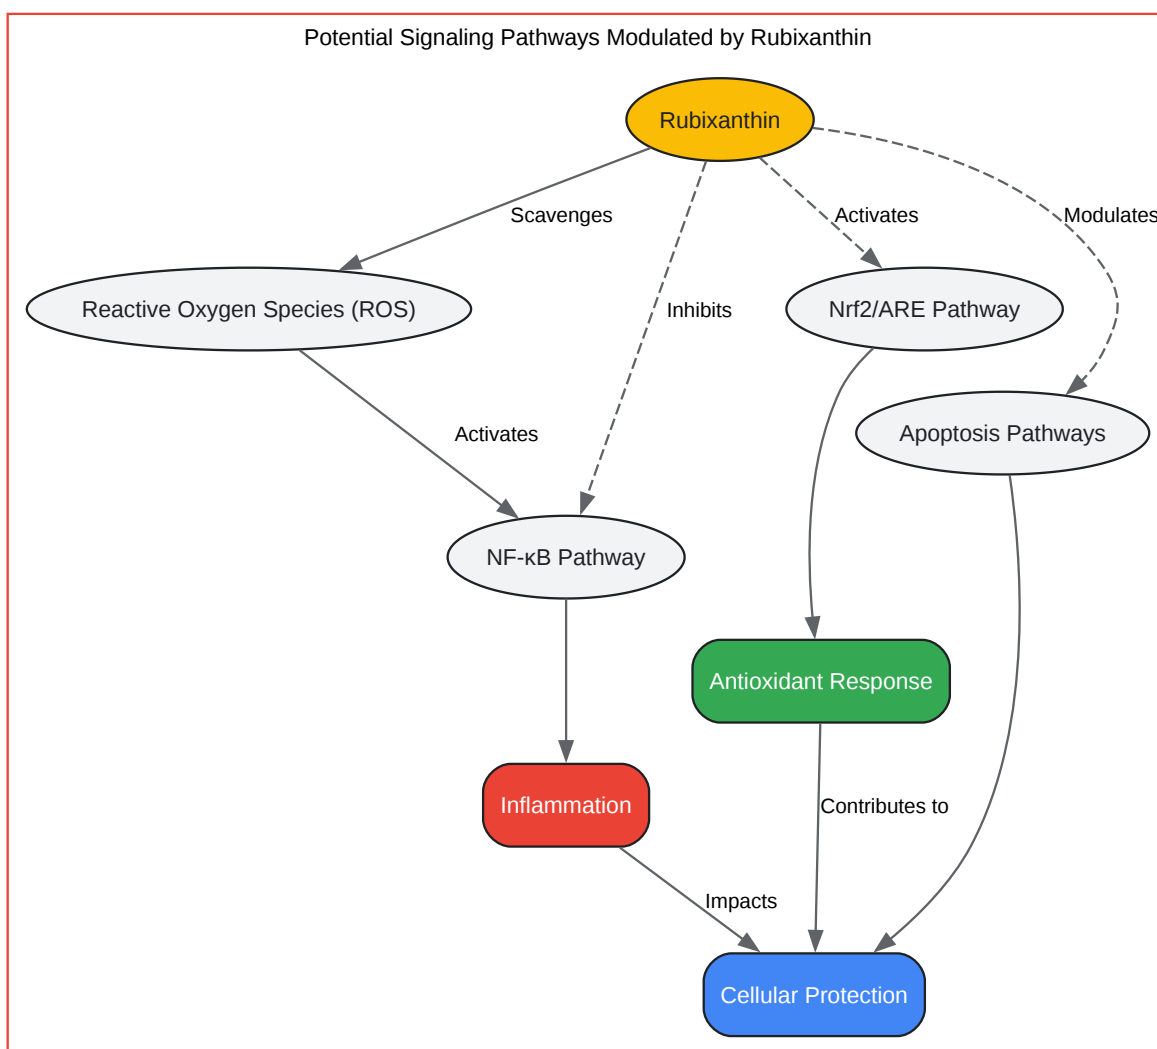 Potential Signaling Pathways Modulated by Rubixanthin
Rubixanthin
Scavenges
Activates
Modulates
Reactive Oxygen Species (ROS)
Inhibits
Nrf2/ARE Pathway
Activates
Apoptosis Pathways
NF-κB Pathway
Antioxidant Response
Inflammation
Contributes to
Impacts
Cellular Protection